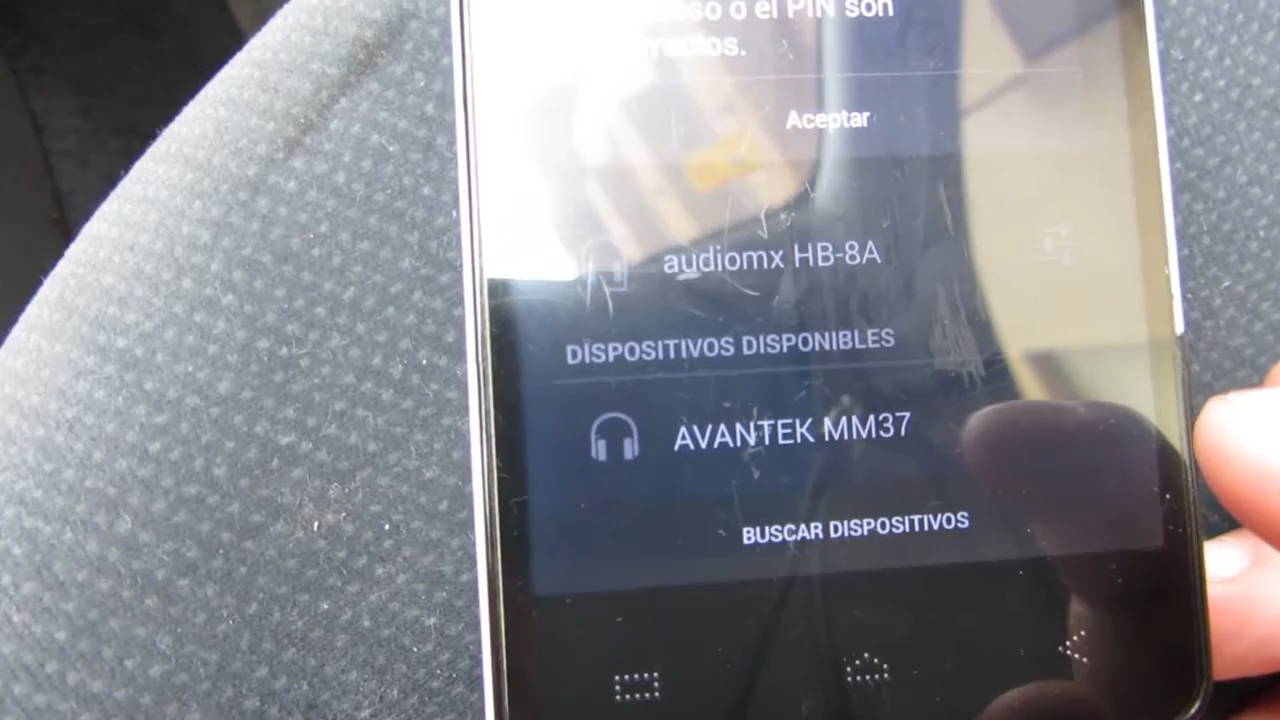 o el PIN son
Aceptar
audiomx HB-8A
DISPOSITIVOS DISPONIBLES
AVANTEK MM37
BUSCAR DISPOSITIVOS